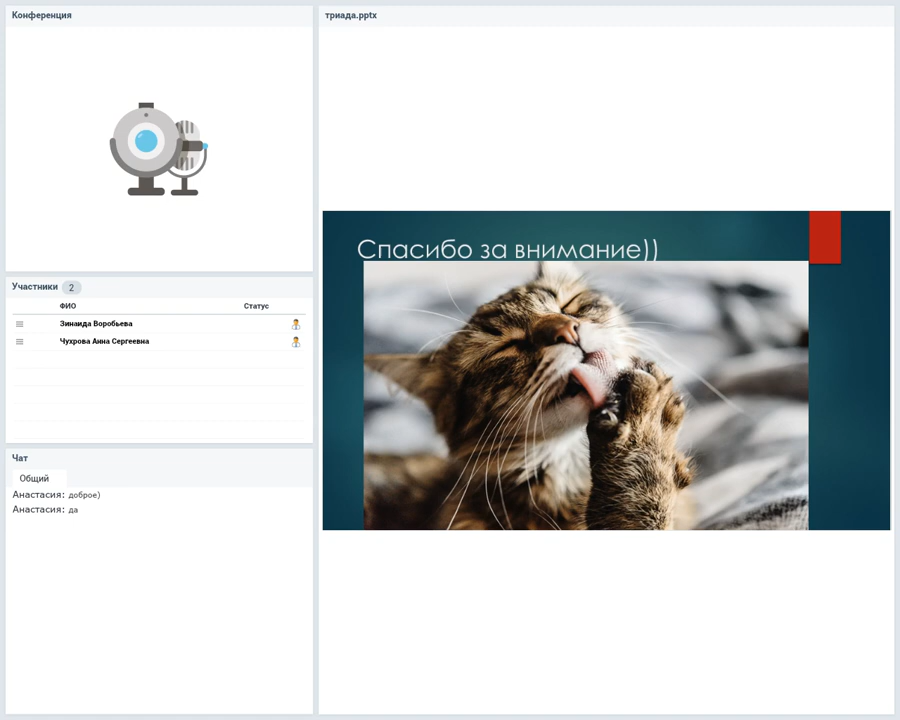 Конференция
Участники 2
ФИО Статус
Зинаида Воробьева
Чухрова Анна Сергеевна
Чат
Общий
Анастасия: доброе)
Анастасия: да
триада.pptx
Спасибо за внимание))